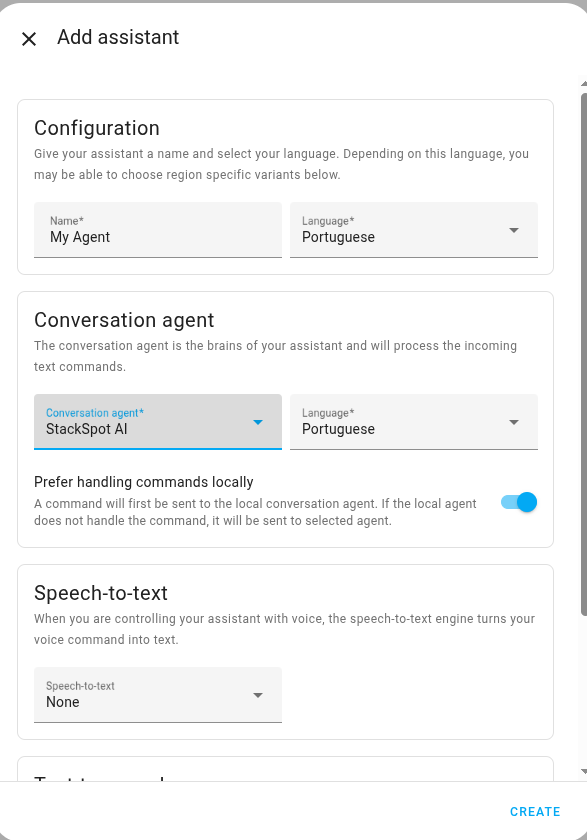 Add assistant
Configuration
Give your assistant a name and select your language. Depending on this language, you
may be able to choose region specific variants below.
Name*
My Agent
Language*
Portuguese
Conversation agent
The conversation agent is the brains of your assistant and will process the incoming
text commands.
Conversation agent*
StackSpot AI
Language*
Portuguese
Prefer handling commands locally
A command will first be sent to the local conversation agent. If the local agent
does not handle the command, it will be sent to selected agent.
Speech-to-text
When you are controlling your assistant with voice, the speech-to-text engine turns your
voice command into text.
Speech-to-text
None
CREATE